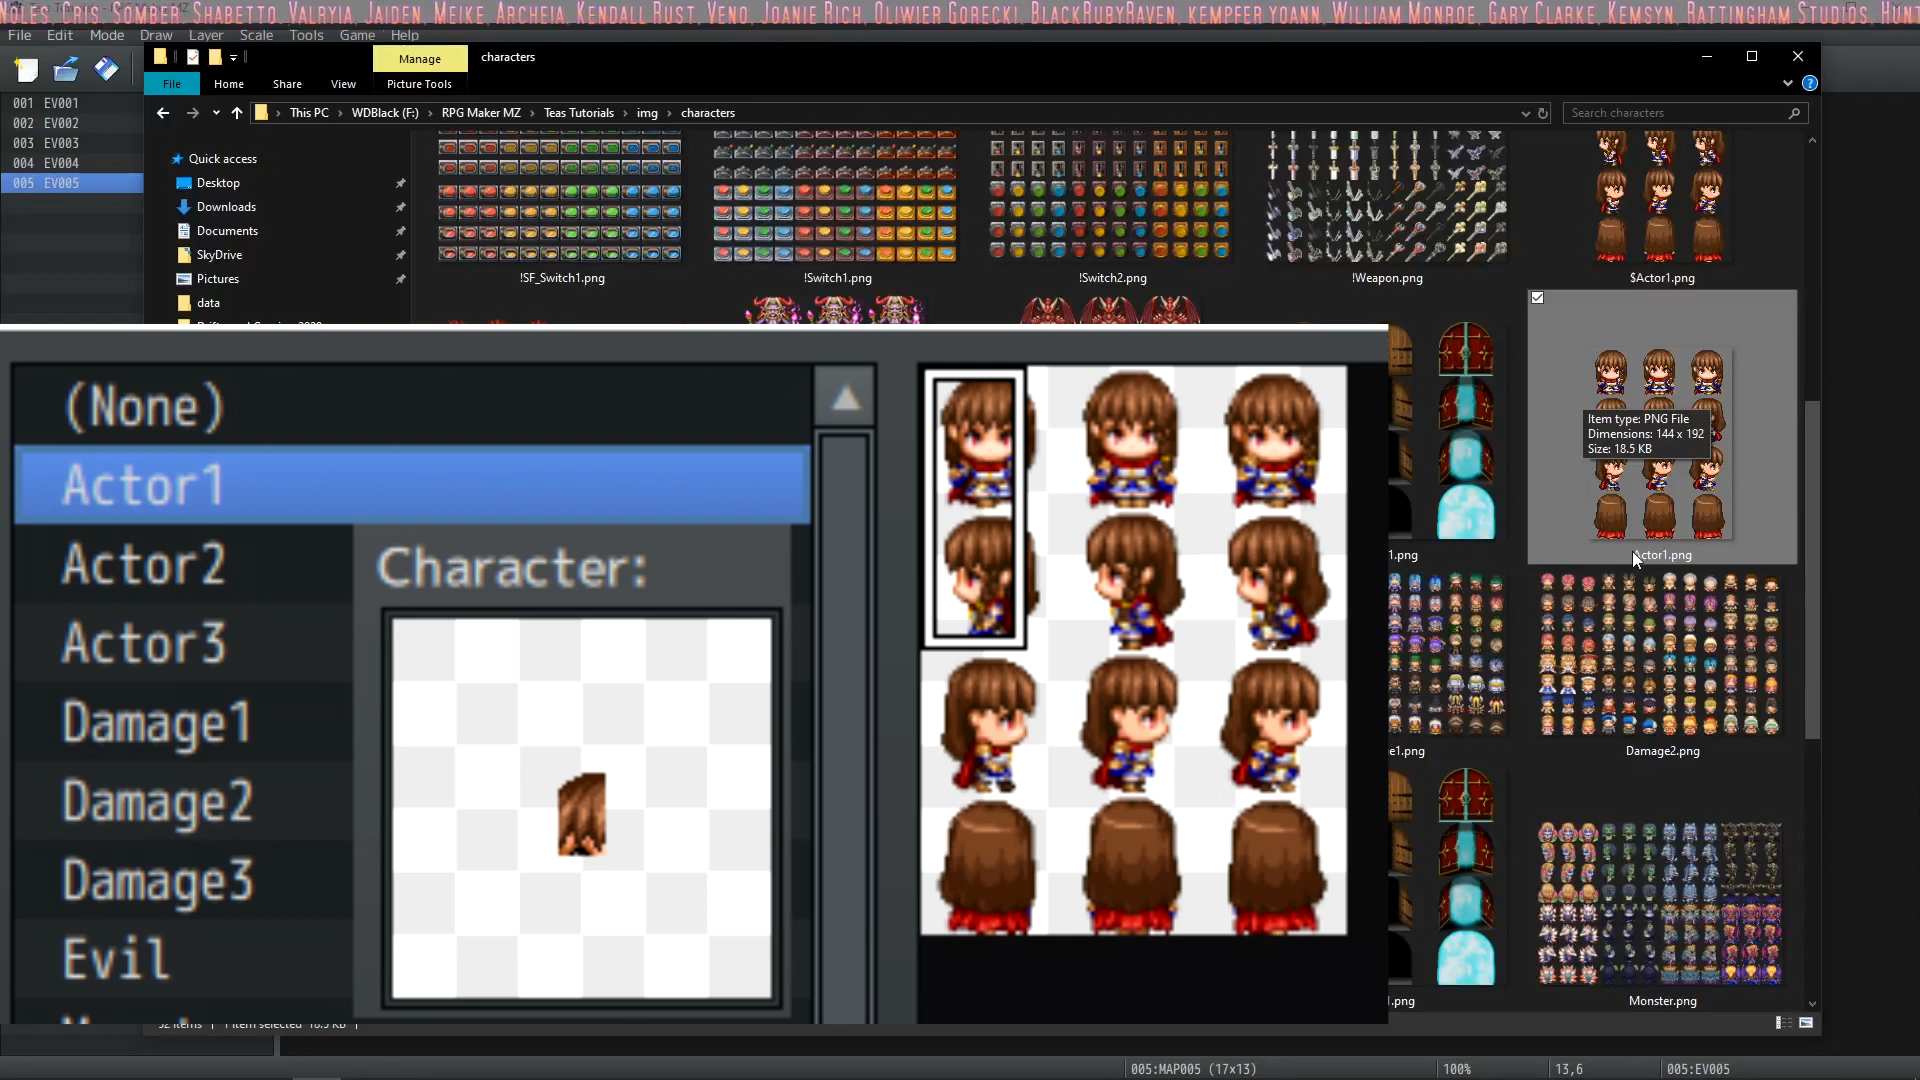 Noles, Iris, Somber, Shabetto, Valryia, Jaiden, Meike, Archeia, Kendall Rust, Veno, Joanie Rich, Oliwier Gorecki, BlackRubyRaven, kempfer yoann, William Monroe, Gary Clarke, Kemsyn, Rattingham Studios, Hunt
File Edit Mode Draw Layer Scale Tools Game Help
Manage
characters
File Home Share View Picture Tools
001 EV001
002 EV002
003 EV003
004 EV004
005 EV005
This PC
WDBlack (F:)
RPG Maker MZ
Teas Tutorials
img
characters
Search characters
Quick access
Desktop
Downloads
Documents
SkyDrive
Pictures
data
!SF_Switch1.png
!Switch1.png
!Switch2.png
!Weapon.png
$Actor1.png
Item type: PNG File
Dimensions: 144 x 192
Size: 18.5 KB
1.png
Actor1.png
e1.png
Damage2.png
1.png
Monster.png
(None)
Actor1
Actor2
Actor3
Damage1
Damage2
Damage3
Evil
Character:
005:MAP005 (17x13)
100%
13,6
005:EV005